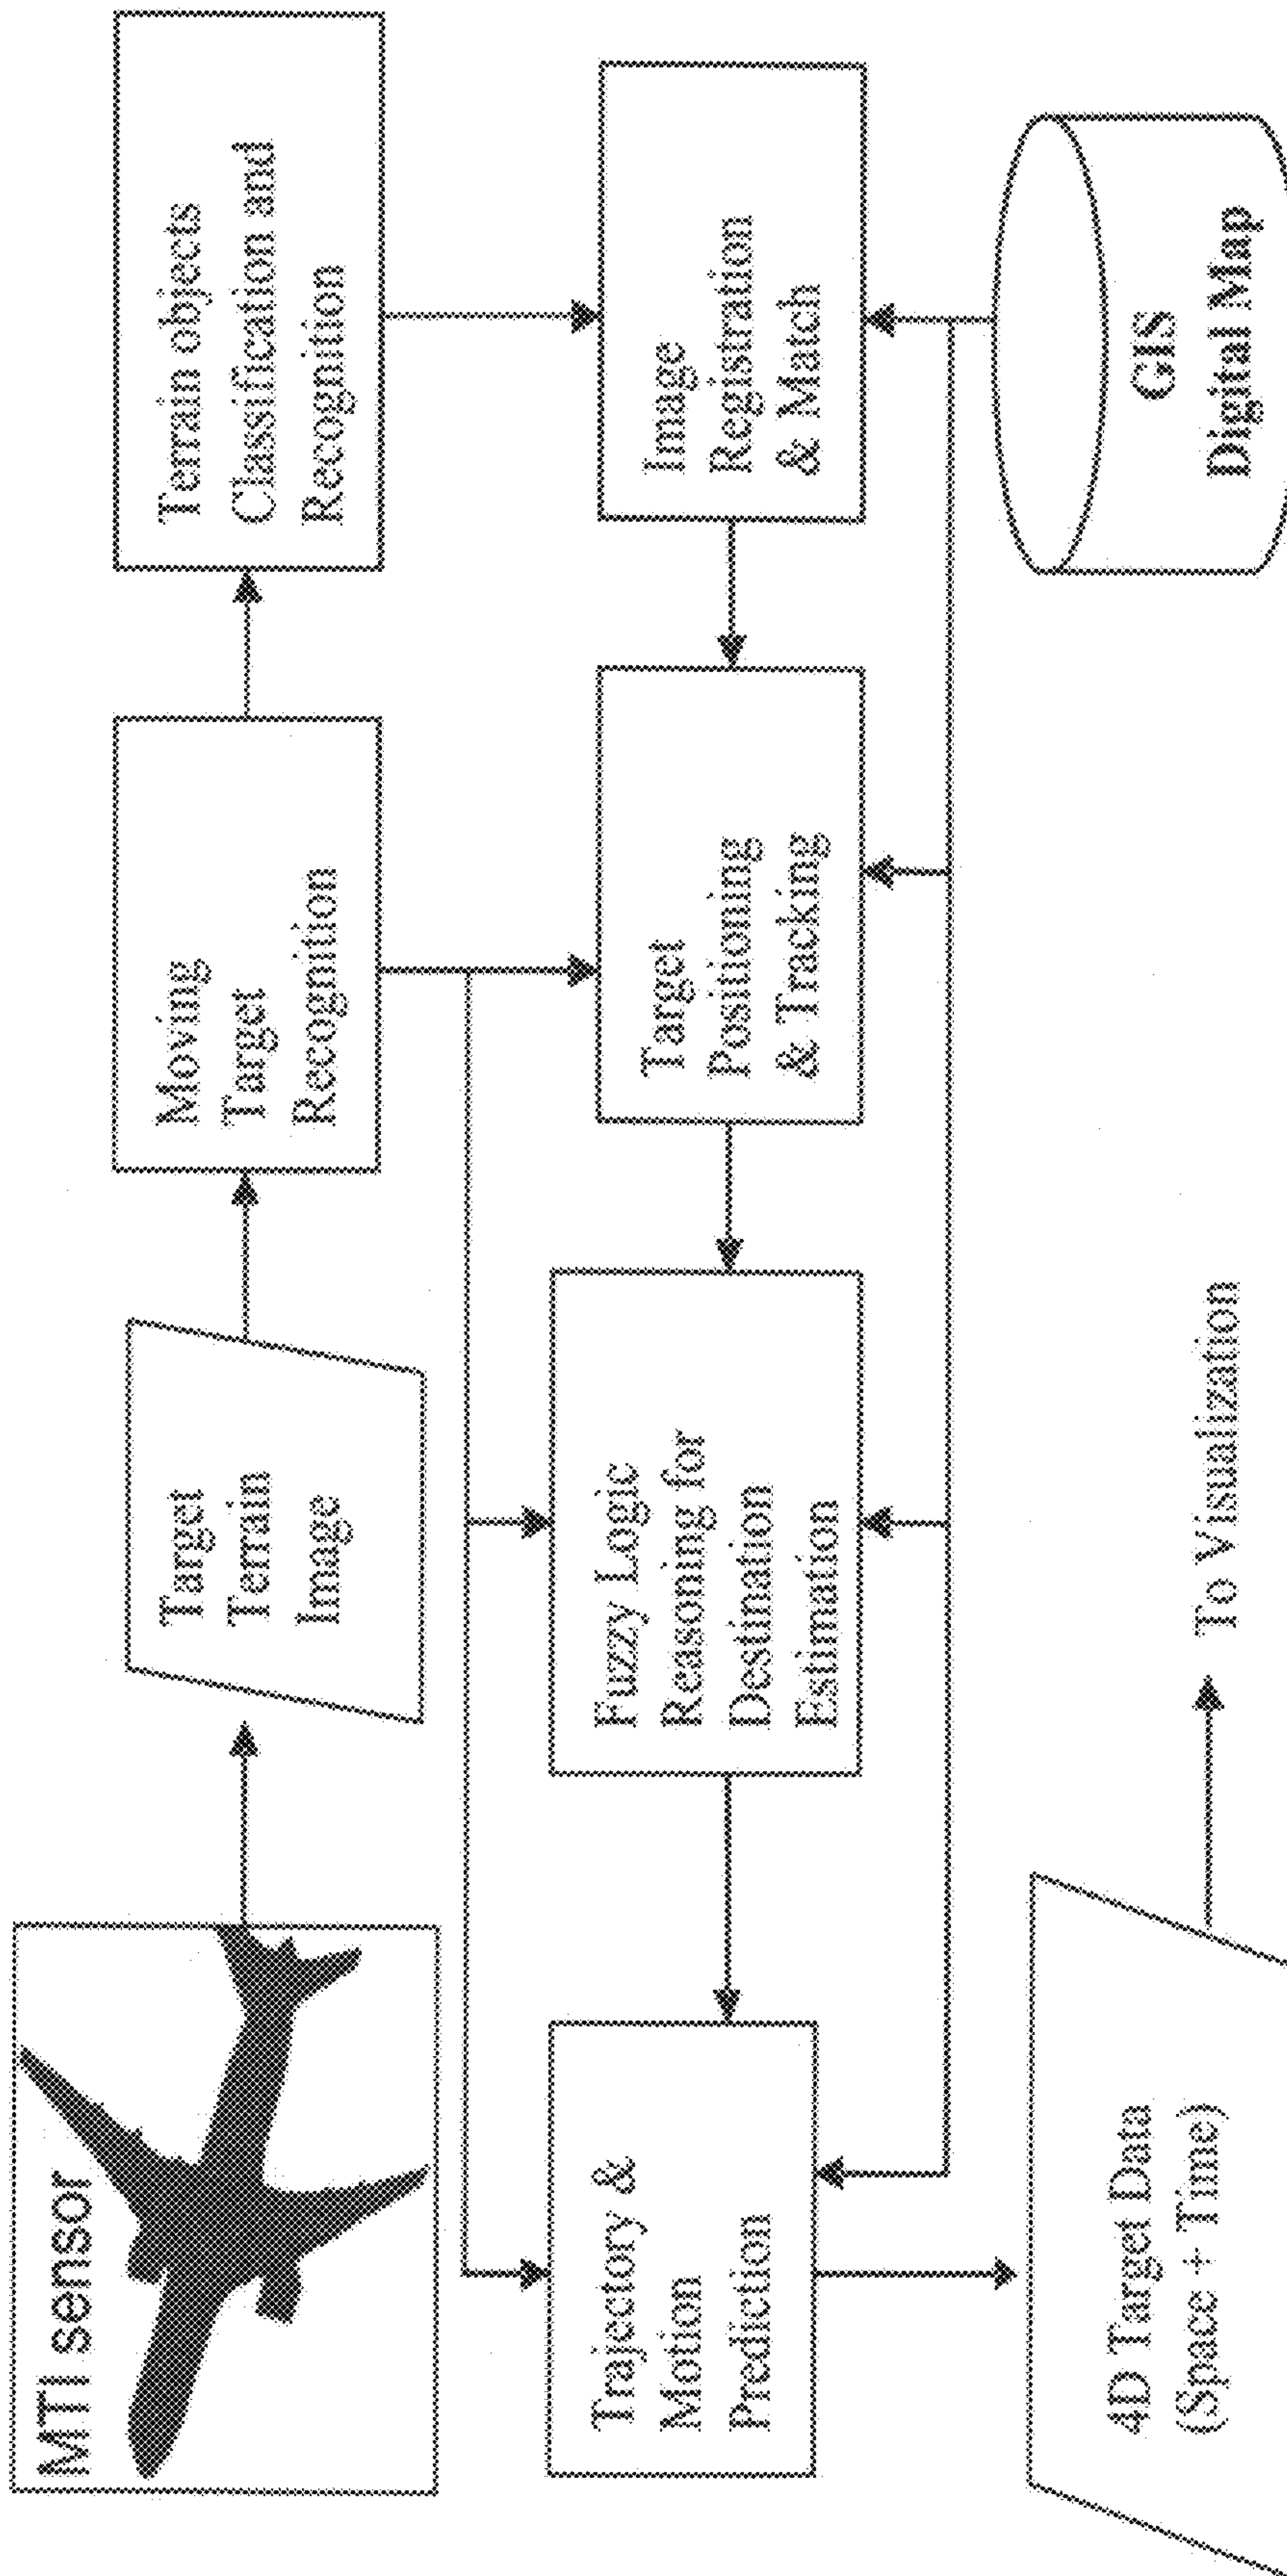 MTI sensor
Target
Terrain
Image
Moving
Target
Recognition
Terrain objects
Classification and
Recognition
Trajectory &
Motion
Prediction
Fuzzy Logic
Reasoning for
Destination
Estimation
Target
Positioning
& Tracking
Image
Registration
& Match
4D Target Data
(Space + Time)
To Visualization
GIS
Digital Map